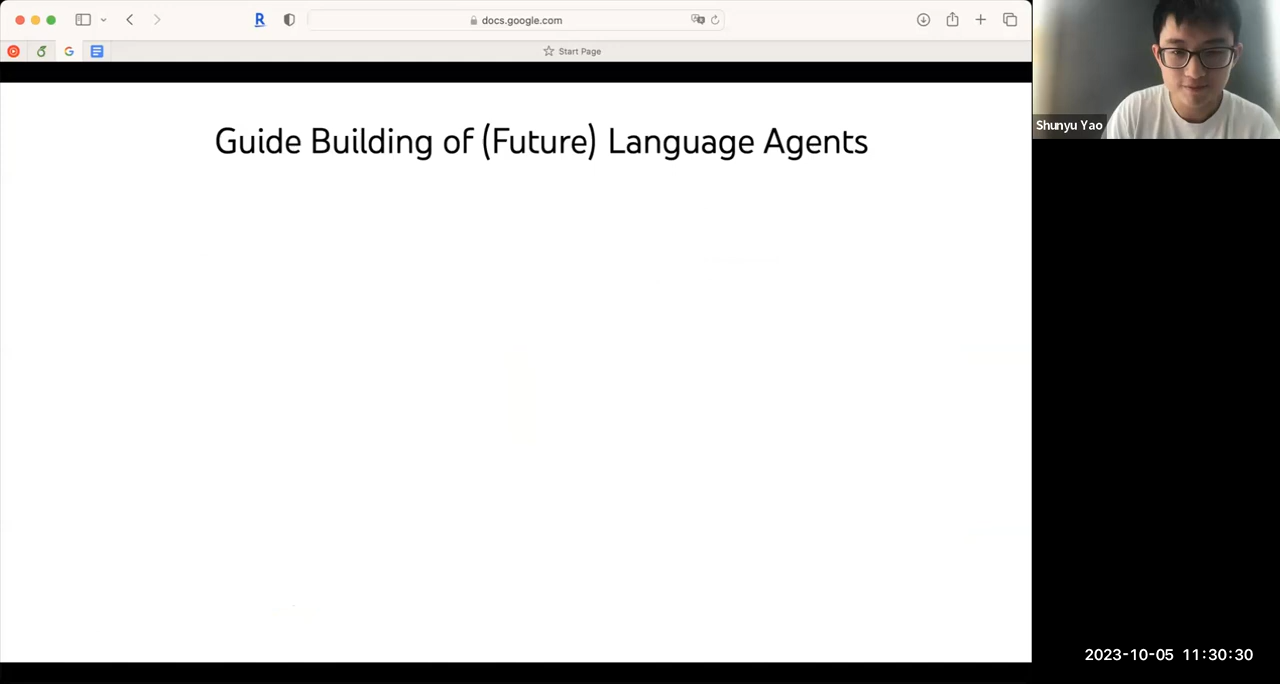 R
docs.google.com
G
Start Page
Guide Building of (Future) Language Agents
Shunyu Yao
2023-10-05 11:30:30